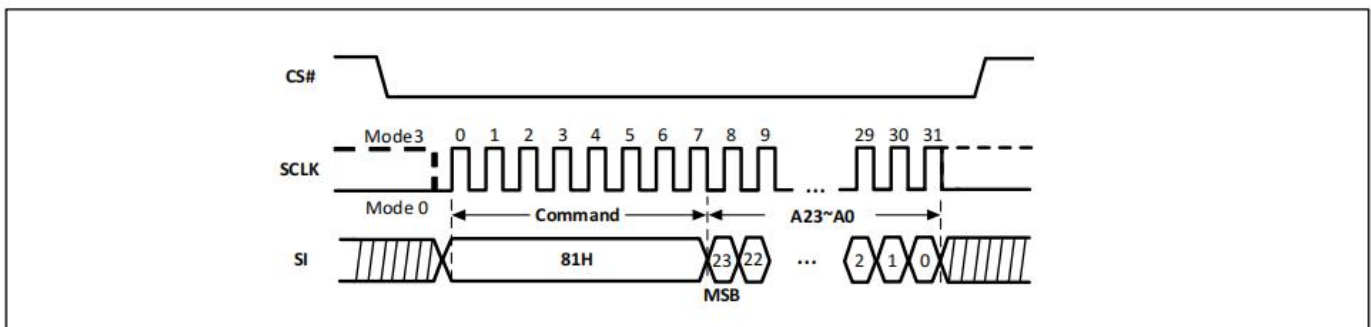 CS#
Mode3 0 1 2 3 4 5 6 7 8 9 29 30 31
SCLK
...
Mode 0
Command A23~A0
SI 81H 23 22 ... 2 1 0
MSB